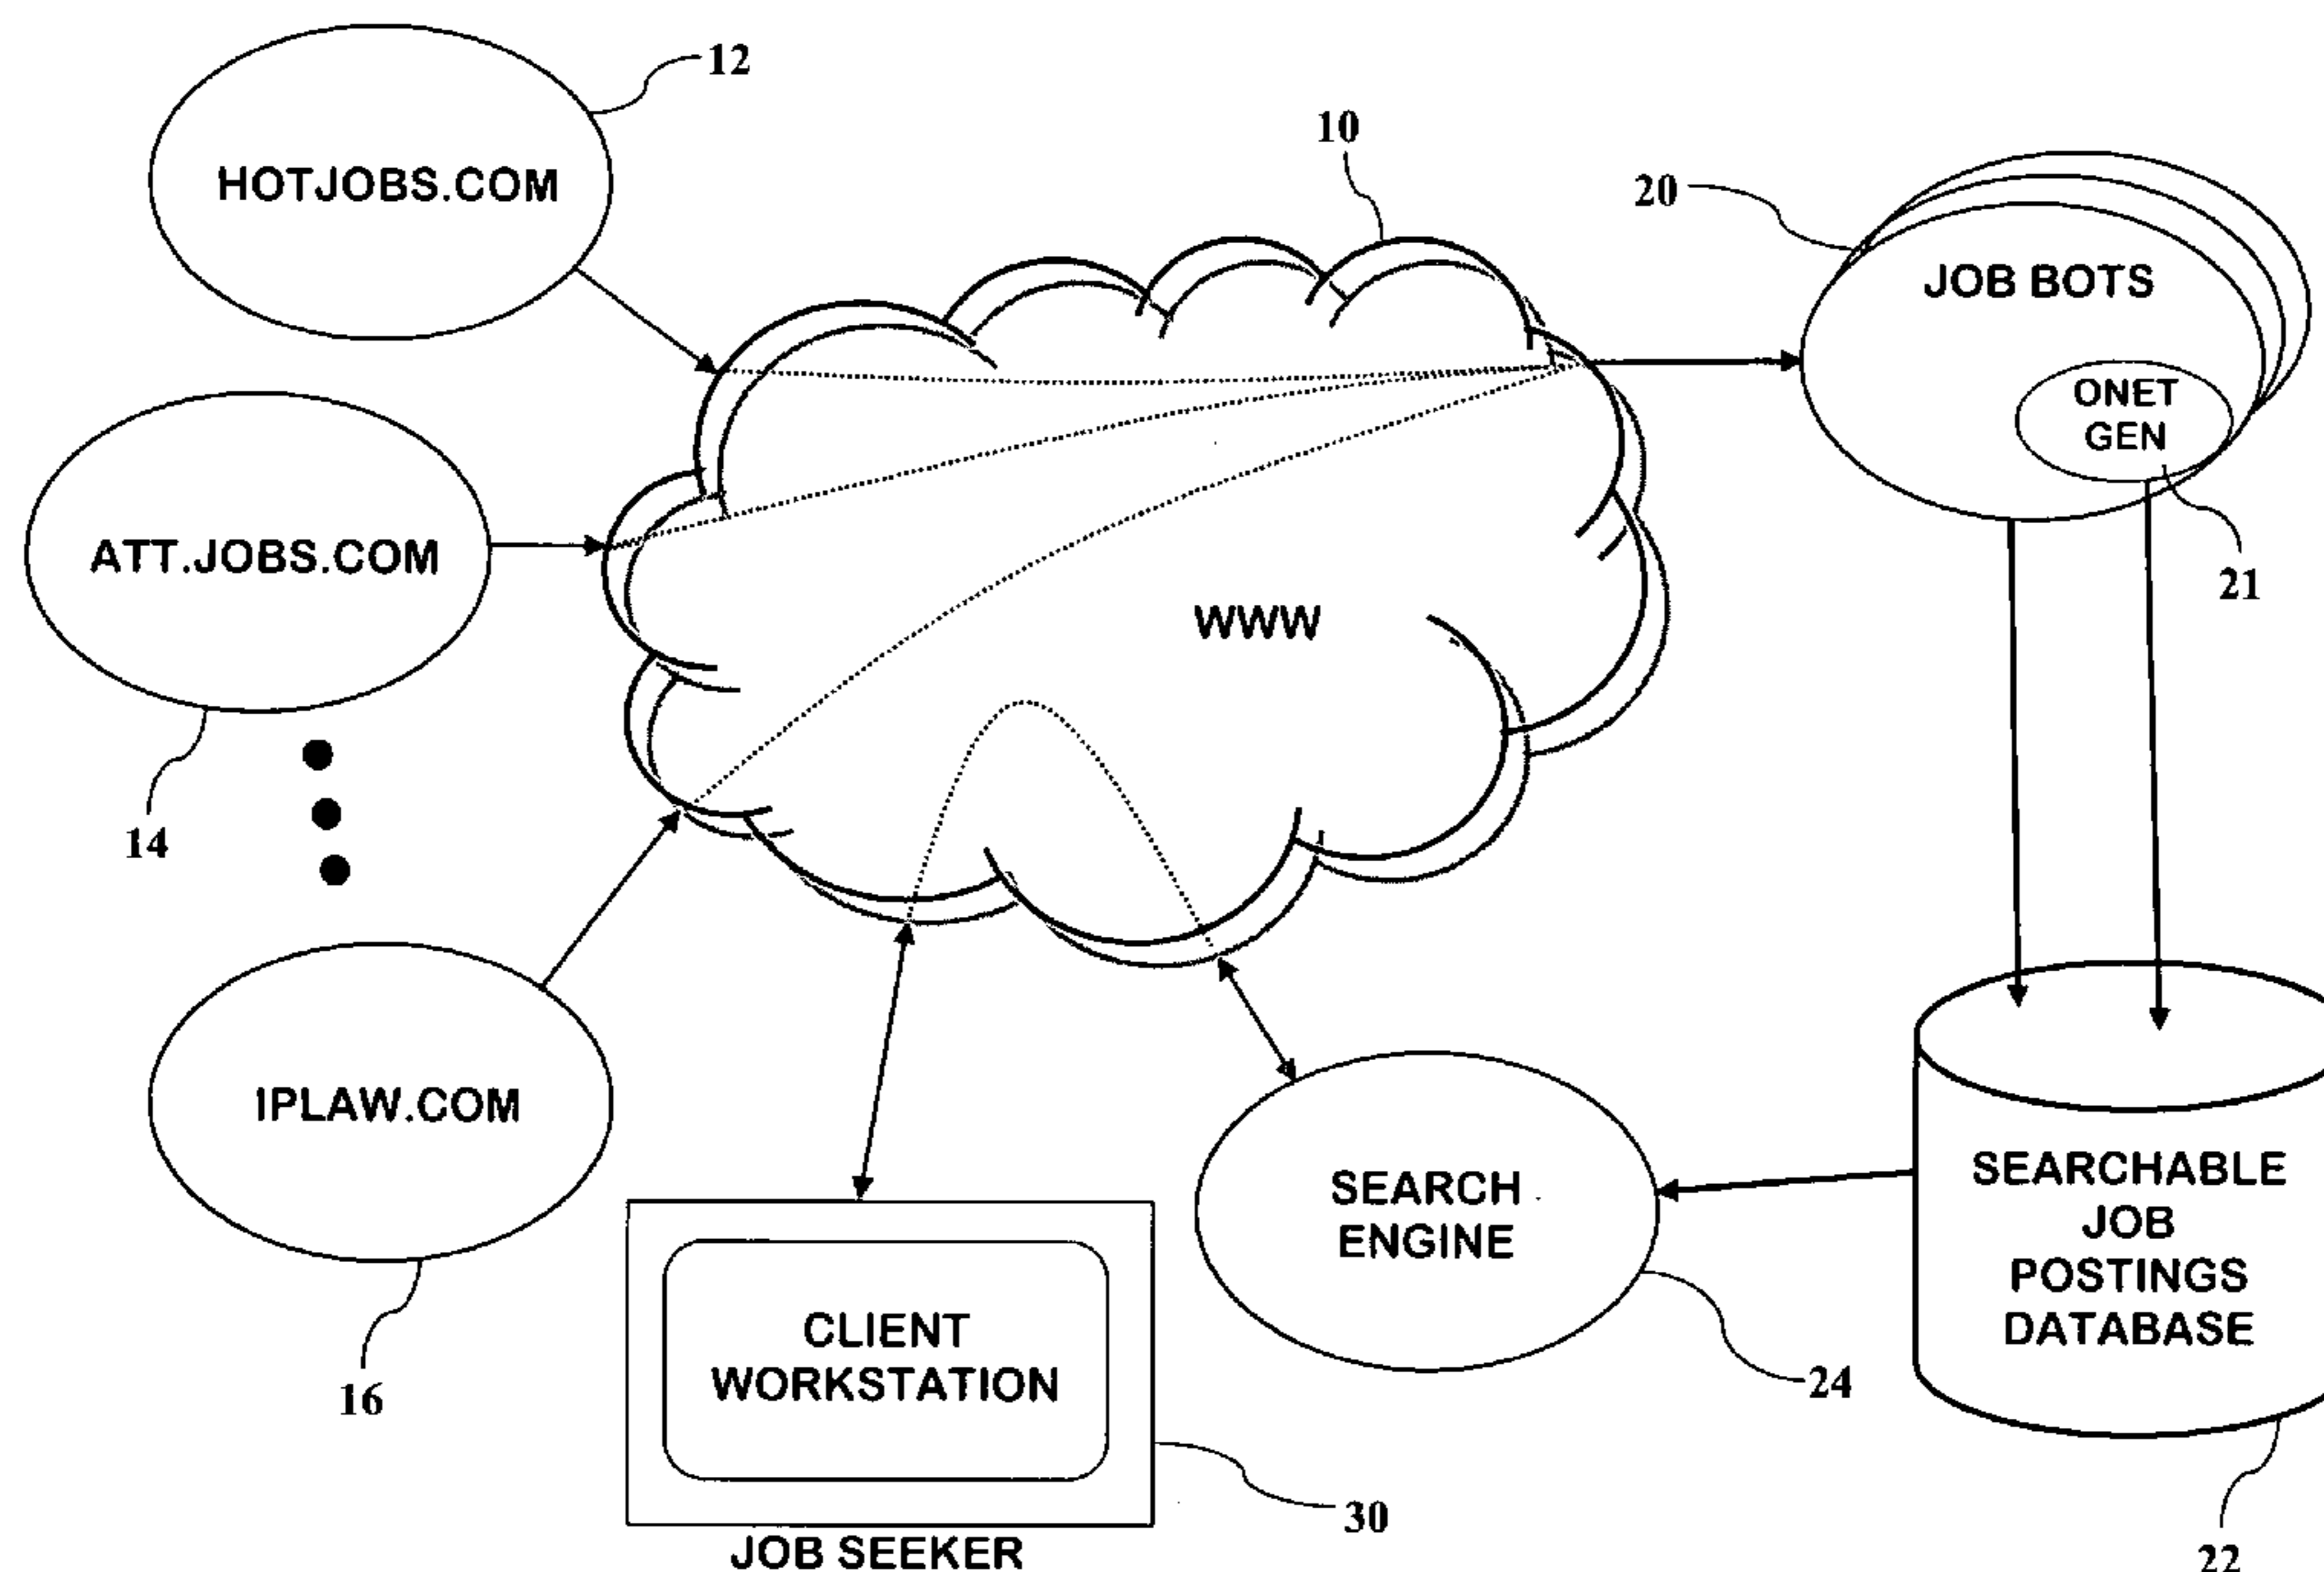 12
HOTJOBS.COM
10
20
JOB BOTS
ONET
GEN
ATT.JOBS.COM
21
WWW
14
IPLAW.COM
SEARCH
ENGINE
SEARCHABLE
JOB
POSTINGS
DATABASE
CLIENT
WORKSTATION
16
24
30
JOB SEEKER
22